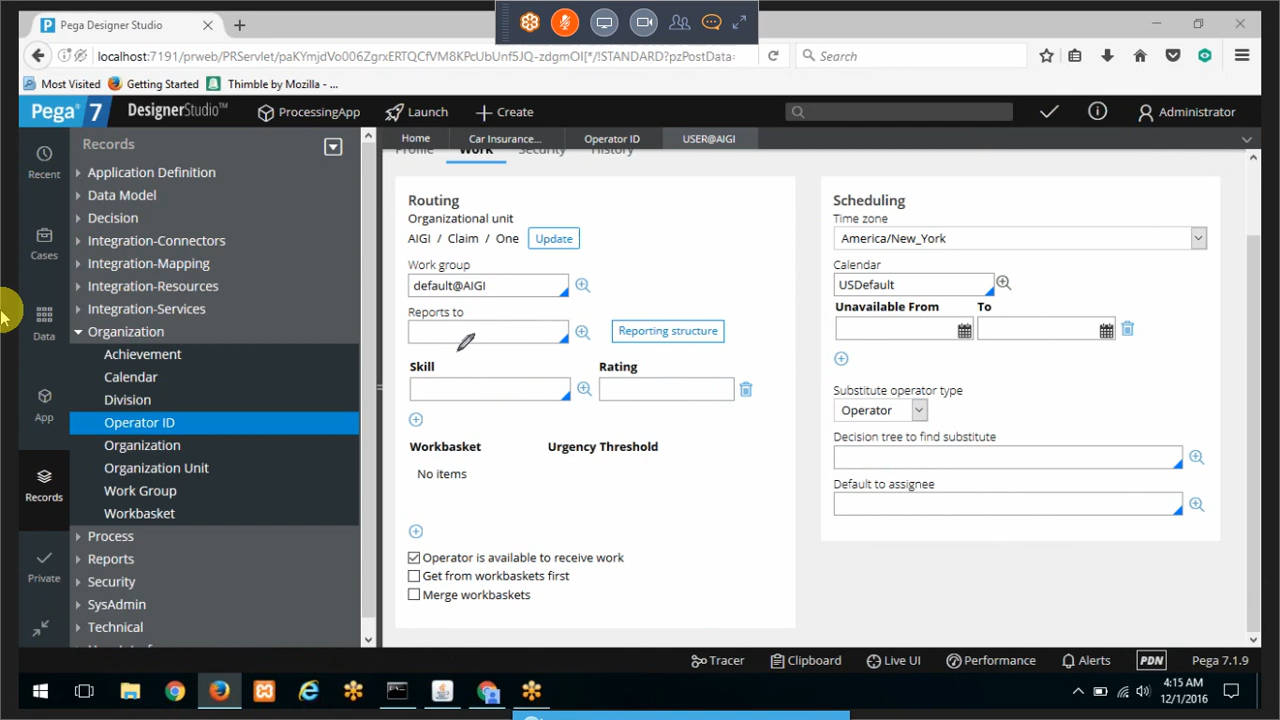 Pega Designer Studio
localhost:7191/prweb/PRServlet/paKYmjdVo006ZgrxERTQCfVM8KPcUbUnf5JQ-zdgmOI[*/!STANDARD?pzPostData=
Search
Most Visited
Getting Started
Thimble by Mozilla - ...
Pega 7
DesignerStudio™
ProcessingApp
Launch
Create
Administrator
Recent
Cases
Data
App
Records
Private
Records
Application Definition
Data Model
Decision
Integration-Connectors
Integration-Mapping
Integration-Resources
Integration-Services
Organization
Achievement
Calendar
Division
Operator ID
Organization
Organization Unit
Work Group
Workbasket
Process
Reports
Security
SysAdmin
Technical
Home
Car Insurance...
Operator ID
USER@AIGI
Profile
Work
Security
History
Routing
Organizational unit
AIGI / Claim / One
Update
Work group
default@AIGI
Reports to
Reporting structure
Skill
Rating
Workbasket
Urgency Threshold
No items
Operator is available to receive work
Get from workbaskets first
Merge workbaskets
Scheduling
Time zone
America/New_York
Calendar
USDefault
Unavailable From
To
Substitute operator type
Operator
Decision tree to find substitute
Default to assignee
Tracer
Clipboard
Live UI
Performance
Alerts
PDN
Pega 7.1.9
4:15 AM
12/1/2016